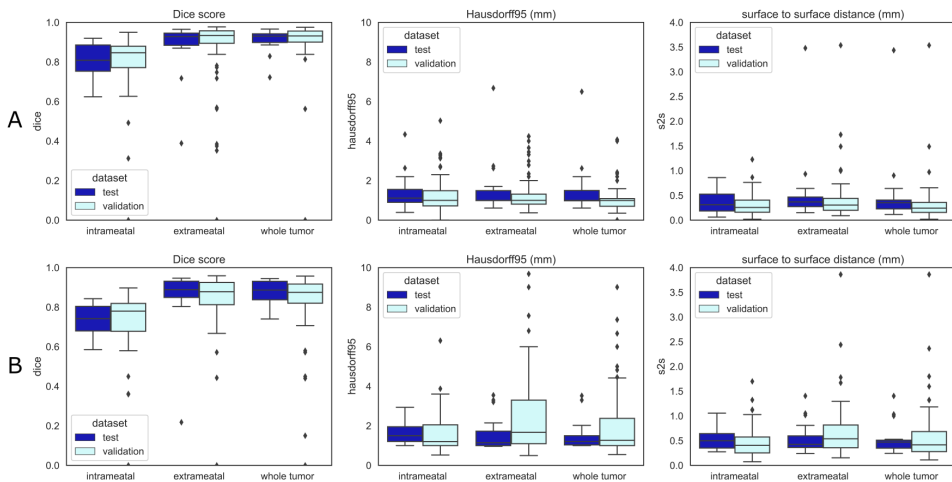 A
Dice score
dice
1.0
0.8
0.6
0.4
0.2
0.0
dataset
test
validation
intrameatal
extrameatal
whole tumor
Hausdorff95 (mm)
hausdorff95
10
8
6
4
2
0
dataset
test
validation
intrameatal
extrameatal
whole tumor
surface to surface distance (mm)
s2s
4.0
3.5
3.0
2.5
2.0
1.5
1.0
0.5
0.0
dataset
test
validation
intrameatal
extrameatal
whole tumor
B
Dice score
dice
1.0
0.8
0.6
0.4
0.2
0.0
dataset
test
validation
intrameatal
extrameatal
whole tumor
Hausdorff95 (mm)
hausdorff95
10
8
6
4
2
0
dataset
test
validation
intrameatal
extrameatal
whole tumor
surface to surface distance (mm)
s2s
4.0
3.5
3.0
2.5
2.0
1.5
1.0
0.5
0.0
dataset
test
validation
intrameatal
extrameatal
whole tumor